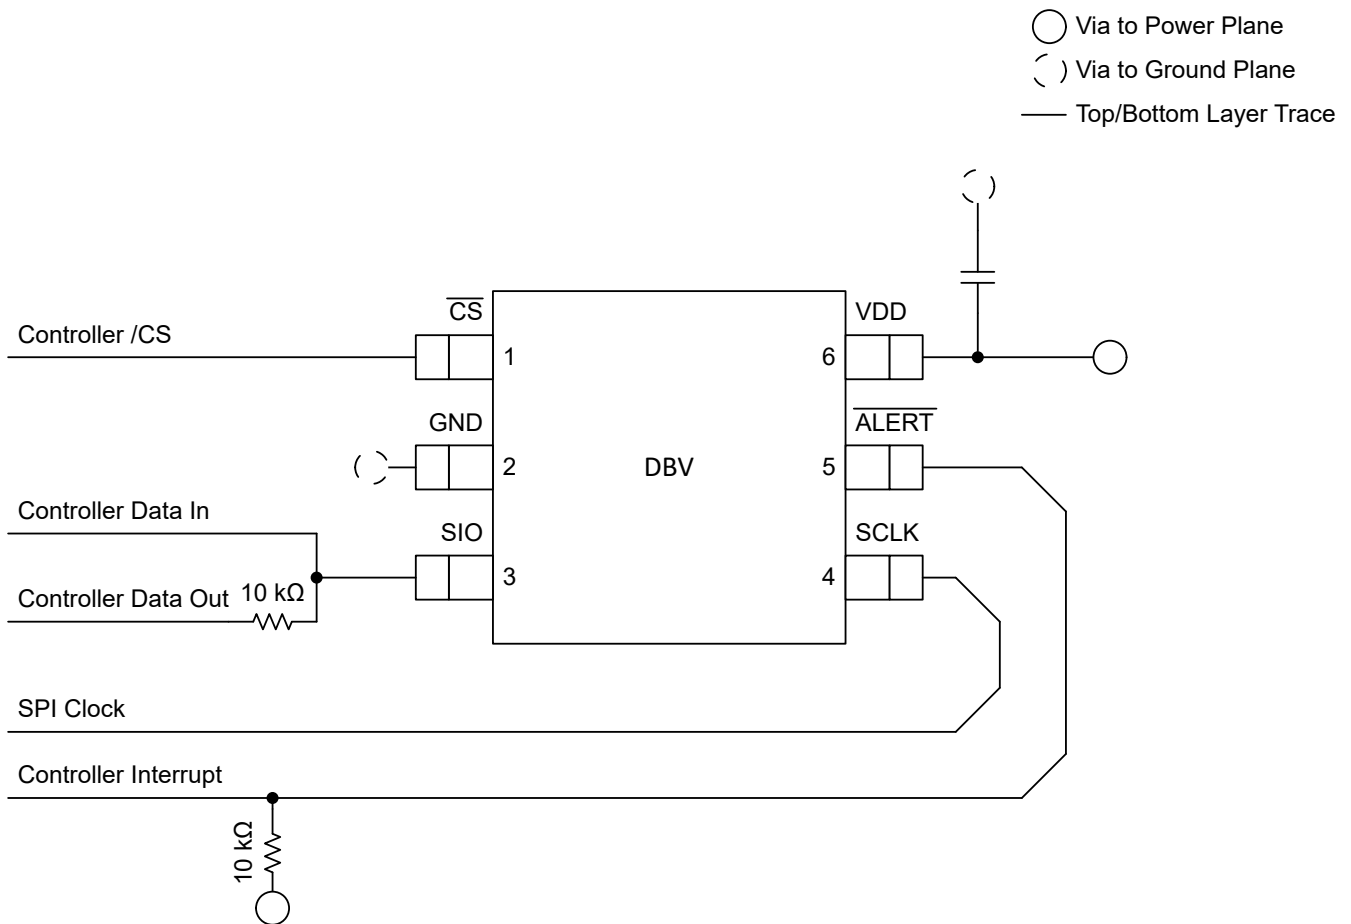 Via to Power Plane
Via to Ground Plane
Top/Bottom Layer Trace
Controller /CS
CS
VDD
1
6
GND
ALERT
2
DBV
5
Controller Data In
SIO
SCLK
3
4
Controller Data Out
10 kΩ
SPI Clock
Controller Interrupt
10 kΩ